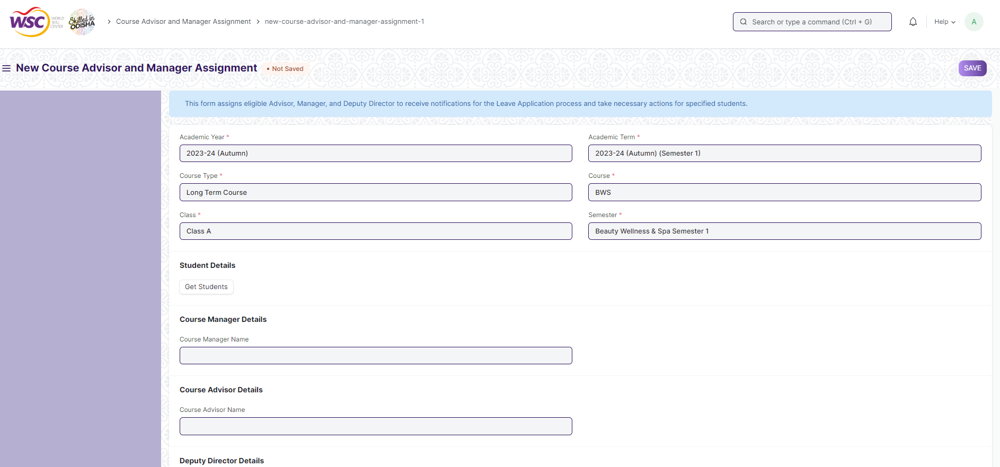 WSC WORLD SKILL CENTER Skilled in ODISHA
Course Advisor and Manager Assignment new-course-advisor-and-manager-assignment-1
Search or type a command (Ctrl + G)
Help
A
New Course Advisor and Manager Assignment • Not Saved
SAVE
This form assigns eligible Advisor, Manager, and Deputy Director to receive notifications for the Leave Application process and take necessary actions for specified students.
Academic Year * Academic Term *
2023-24 (Autumn) 2023-24 (Autumn) (Semester 1)
Course Type * Course *
Long Term Course BWS
Class * Semester *
Class A Beauty Wellness & Spa Semester 1
Student Details
Get Students
Course Manager Details
Course Manager Name
Course Advisor Details
Course Advisor Name
Deputy Director Details